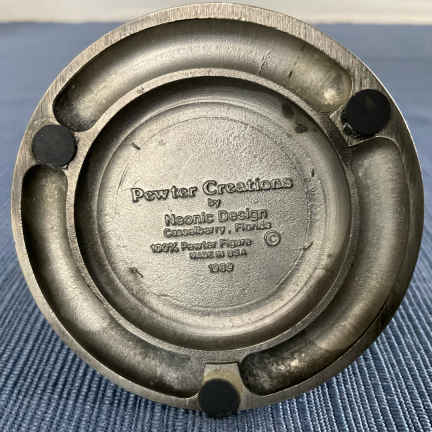 Pewter Creations
by
Neonic Design
Casselberry, Florida
100% Pewter Figure ©
MADE IN USA
1989